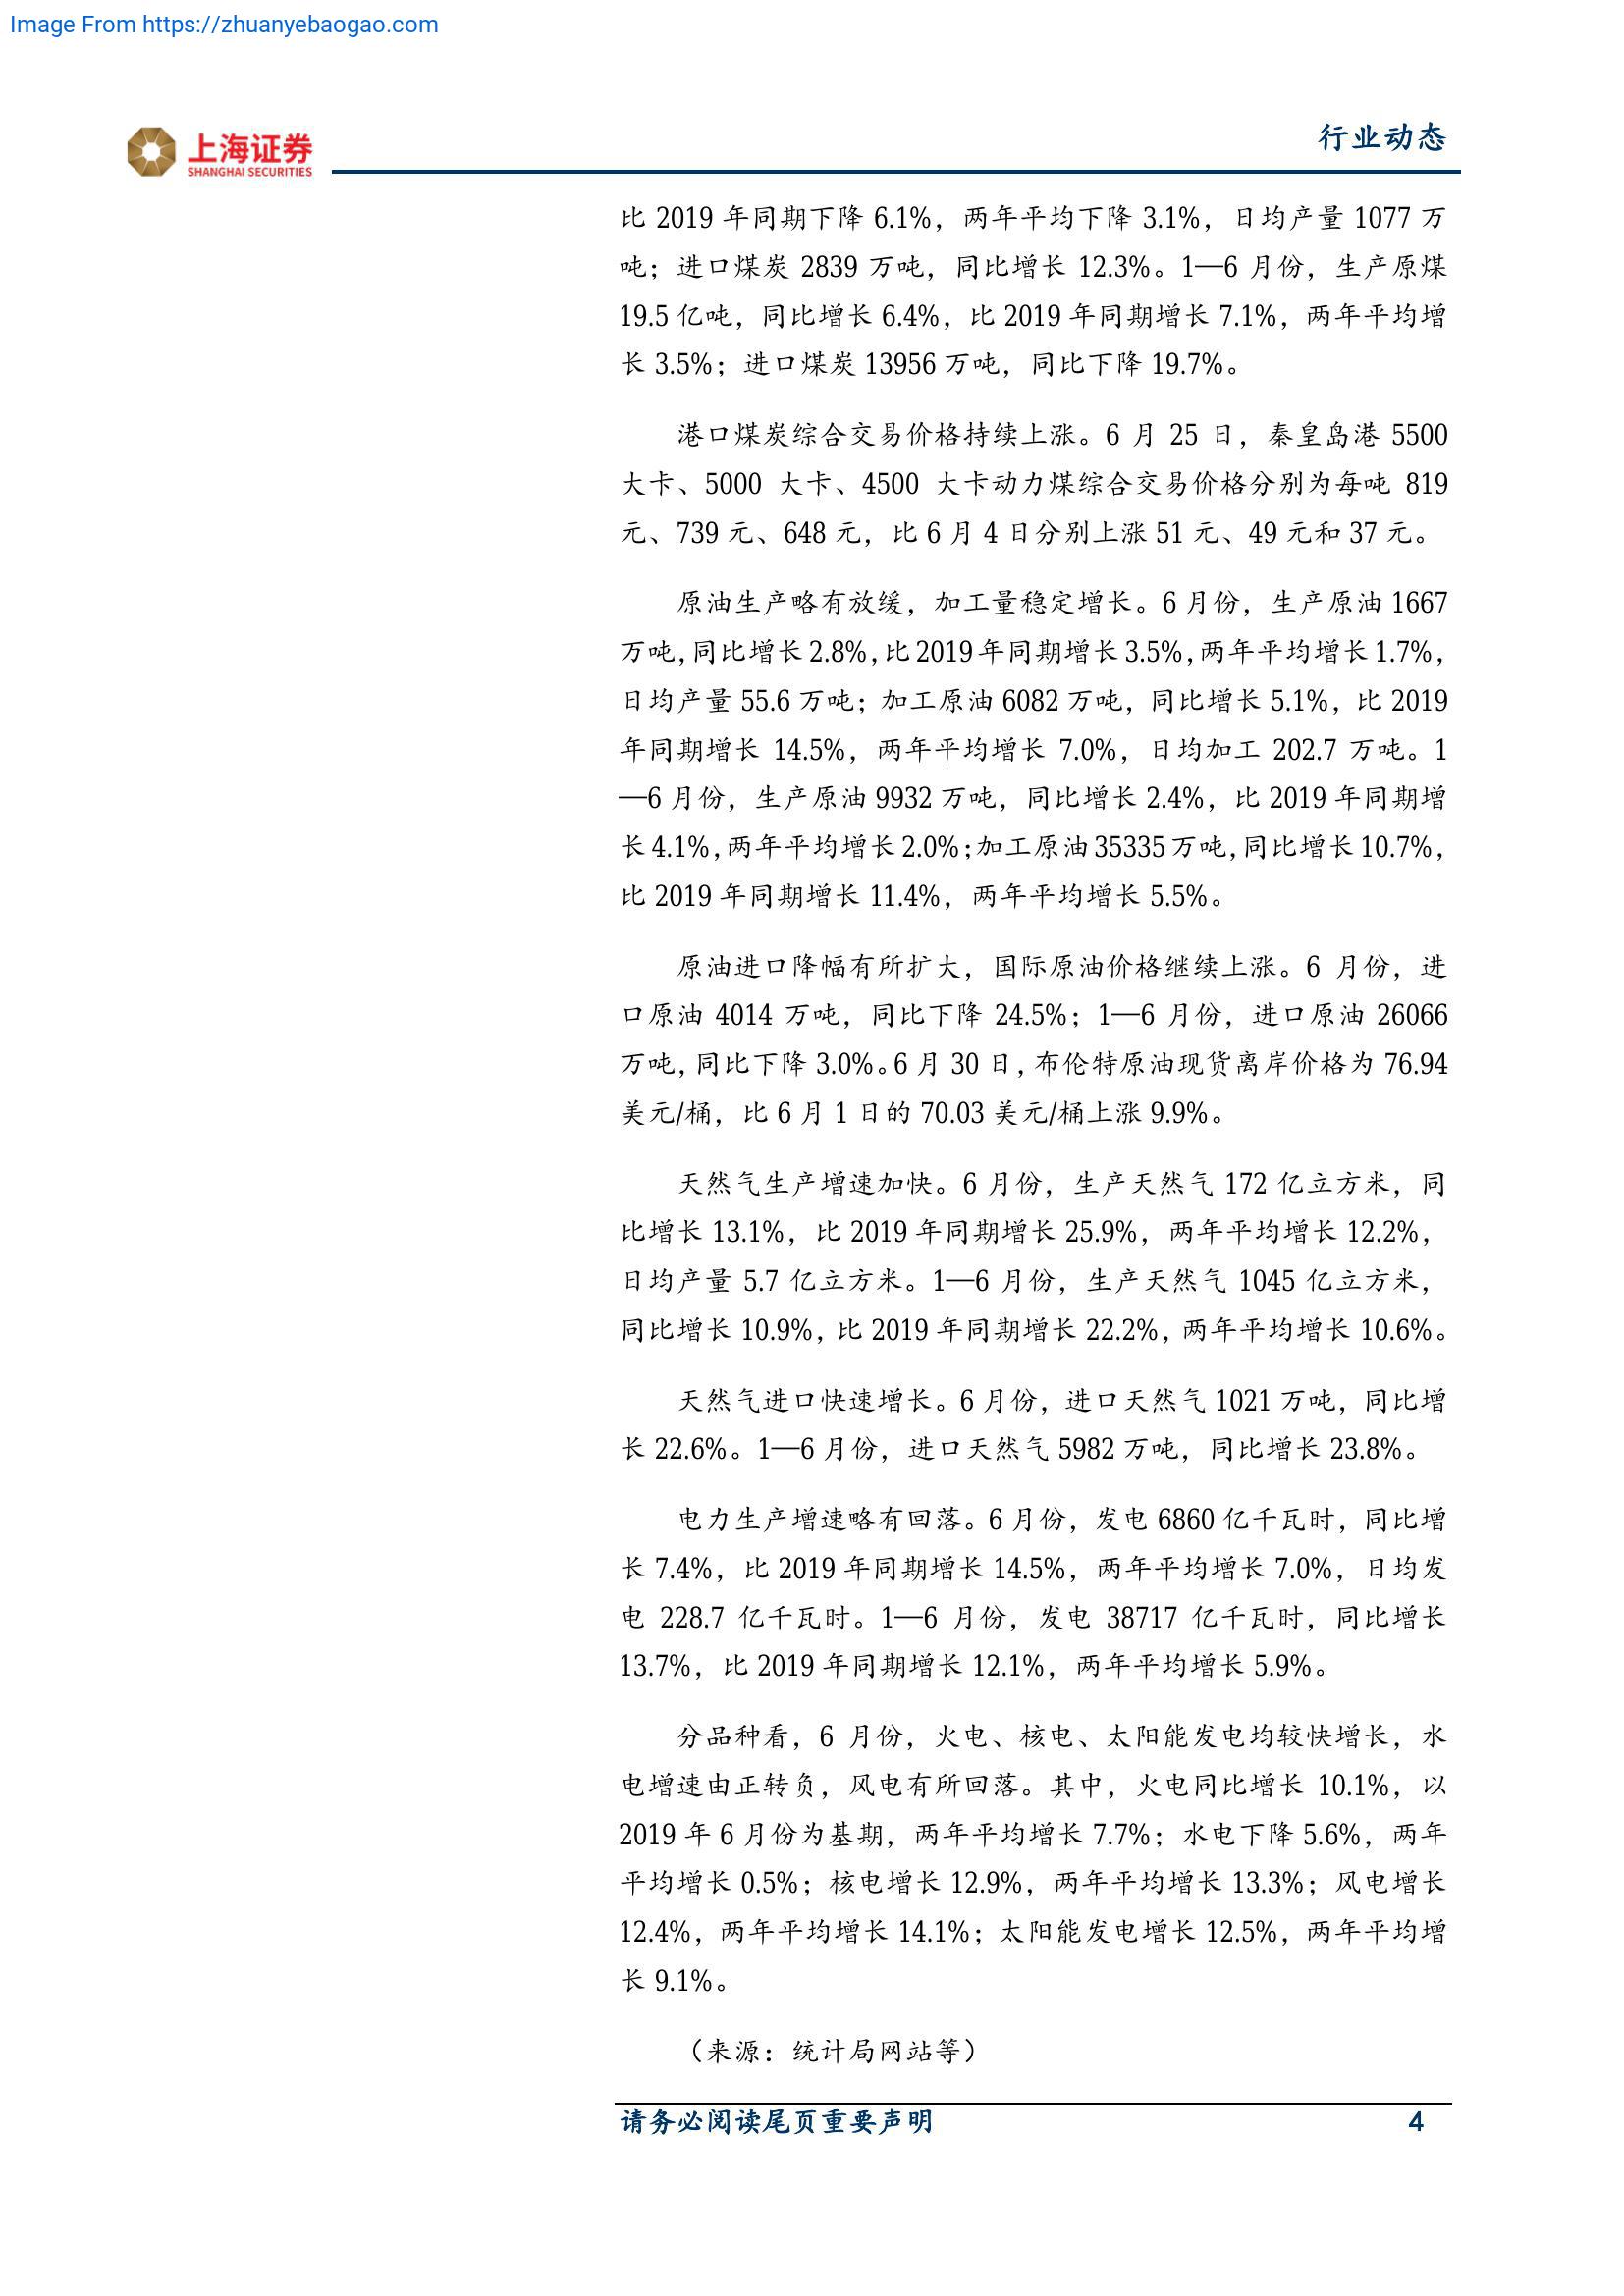 Image From https://zhuanyebaogao.com
上海证券
SHANGHAI SECURITIES
行业动态
比 2019 年同期下降 6.1%，两年平均下降 3.1%，日均产量 1077 万
吨；进口煤炭 2839 万吨，同比增长 12.3%。1—6 月份，生产原煤
19.5 亿吨，同比增长 6.4%，比 2019 年同期增长 7.1%，两年平均增
长 3.5%；进口煤炭 13956 万吨，同比下降 19.7%。
港口煤炭综合交易价格持续上涨。6 月 25 日，秦皇岛港 5500
大卡、5000 大卡、4500 大卡动力煤综合交易价格分别为每吨 819
元、739 元、648 元，比 6 月 4 日分别上涨 51 元、49 元和 37 元。
原油生产略有放缓，加工量稳定增长。6 月份，生产原油 1667
万吨，同比增长 2.8%，比 2019 年同期增长 3.5%，两年平均增长 1.7%，
日均产量 55.6 万吨；加工原油 6082 万吨，同比增长 5.1%，比 2019
年同期增长 14.5%，两年平均增长 7.0%，日均加工 202.7 万吨。1
—6 月份，生产原油 9932 万吨，同比增长 2.4%，比 2019 年同期增
长 4.1%，两年平均增长 2.0%；加工原油 35335 万吨，同比增长 10.7%，
比 2019 年同期增长 11.4%，两年平均增长 5.5%。
原油进口降幅有所扩大，国际原油价格继续上涨。6 月份，进
口原油 4014 万吨，同比下降 24.5%；1—6 月份，进口原油 26066
万吨，同比下降 3.0%。6 月 30 日，布伦特原油现货离岸价格为 76.94
美元/桶，比 6 月 1 日的 70.03 美元/桶上涨 9.9%。
天然气生产增速加快。6 月份，生产天然气 172 亿立方米，同
比增长 13.1%，比 2019 年同期增长 25.9%，两年平均增长 12.2%，
日均产量 5.7 亿立方米。1—6 月份，生产天然气 1045 亿立方米，
同比增长 10.9%，比 2019 年同期增长 22.2%，两年平均增长 10.6%。
天然气进口快速增长。6 月份，进口天然气 1021 万吨，同比增
长 22.6%。1—6 月份，进口天然气 5982 万吨，同比增长 23.8%。
电力生产增速略有回落。6 月份，发电 6860 亿千瓦时，同比增
长 7.4%，比 2019 年同期增长 14.5%，两年平均增长 7.0%，日均发
电 228.7 亿千瓦时。1—6 月份，发电 38717 亿千瓦时，同比增长
13.7%，比 2019 年同期增长 12.1%，两年平均增长 5.9%。
分品种看，6 月份，火电、核电、太阳能发电均较快增长，水
电增速由正转负，风电有所回落。其中，火电同比增长 10.1%，以
2019 年 6 月份为基期，两年平均增长 7.7%；水电下降 5.6%，两年
平均增长 0.5%；核电增长 12.9%，两年平均增长 13.3%；风电增长
12.4%，两年平均增长 14.1%；太阳能发电增长 12.5%，两年平均增
长 9.1%。
（来源：统计局网站等）
请务必阅读尾页重要声明 4